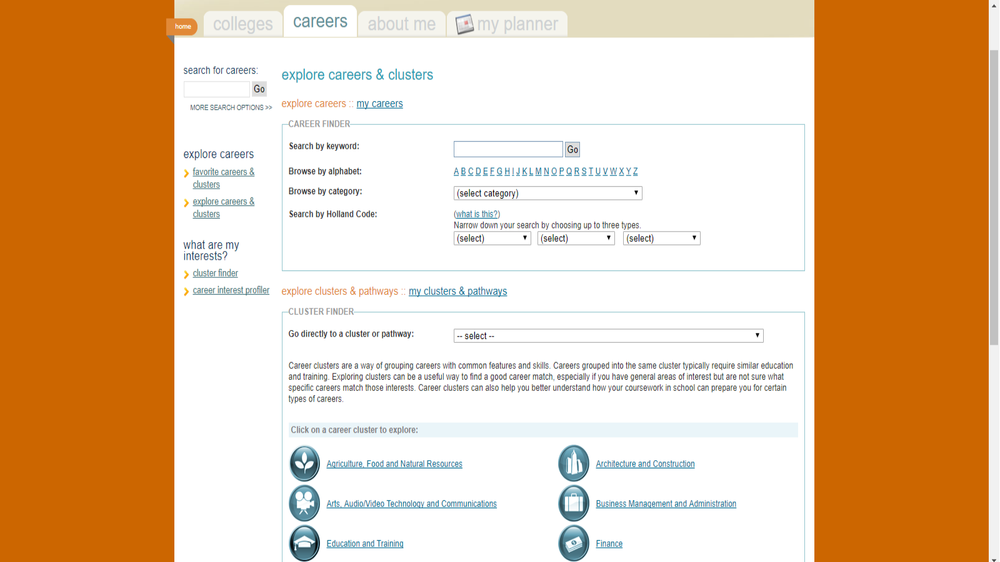 home
colleges
careers
about me
my planner
search for careers:
Go
MORE SEARCH OPTIONS >>
explore careers
favorite careers &
clusters
explore careers &
clusters
what are my
interests?
cluster finder
career interest profiler
explore careers & clusters
explore careers :: my careers
CAREER FINDER
Search by keyword:
Go
Browse by alphabet:
A B C D E F G H I J K L M N O P Q R S T U V W X Y Z
Browse by category:
(select category)
Search by Holland Code:
(what is this?)
Narrow down your search by choosing up to three types.
(select) (select) (select)
explore clusters & pathways :: my clusters & pathways
CLUSTER FINDER
Go directly to a cluster or pathway:
-- select --
Career clusters are a way of grouping careers with common features and skills. Careers grouped into the same cluster typically require similar education
and training. Exploring clusters can be a useful way to find a good career match, especially if you have general areas of interest but are not sure what
specific careers match those interests. Career clusters can also help you better understand how your coursework in school can prepare you for certain
types of careers.
Click on a career cluster to explore:
Agriculture, Food and Natural Resources
Architecture and Construction
Arts, Audio/Video Technology and Communications
Business Management and Administration
Education and Training
Finance